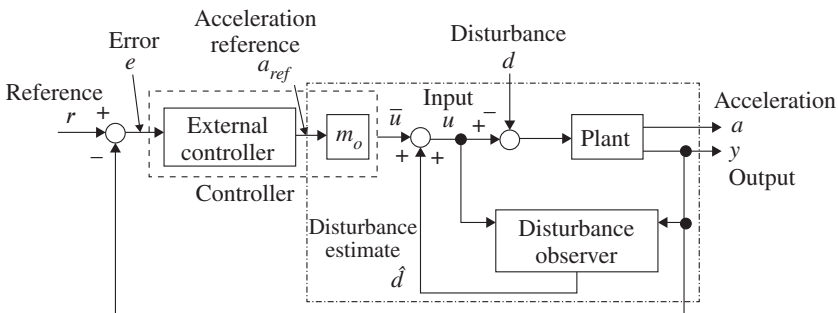 Error
e
Acceleration
reference
a_ref
Disturbance
d
Reference
r
+
−
External
controller
m_o
Controller
ū
+
+
Input
u
+
−
Plant
Acceleration
a
y
Output
Disturbance
estimate
d̂
Disturbance
observer